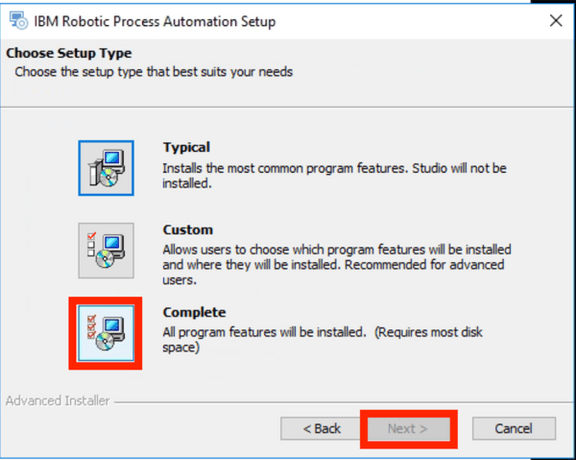 IBM Robotic Process Automation Setup
Choose Setup Type
Choose the setup type that best suits your needs
Typical
Installs the most common program features. Studio will not be
installed.
Custom
Allows users to choose which program features will be installed
and where they will be installed. Recommended for advanced
users.
Complete
All program features will be installed. (Requires most disk
space)
Advanced Installer
< Back
Next >
Cancel